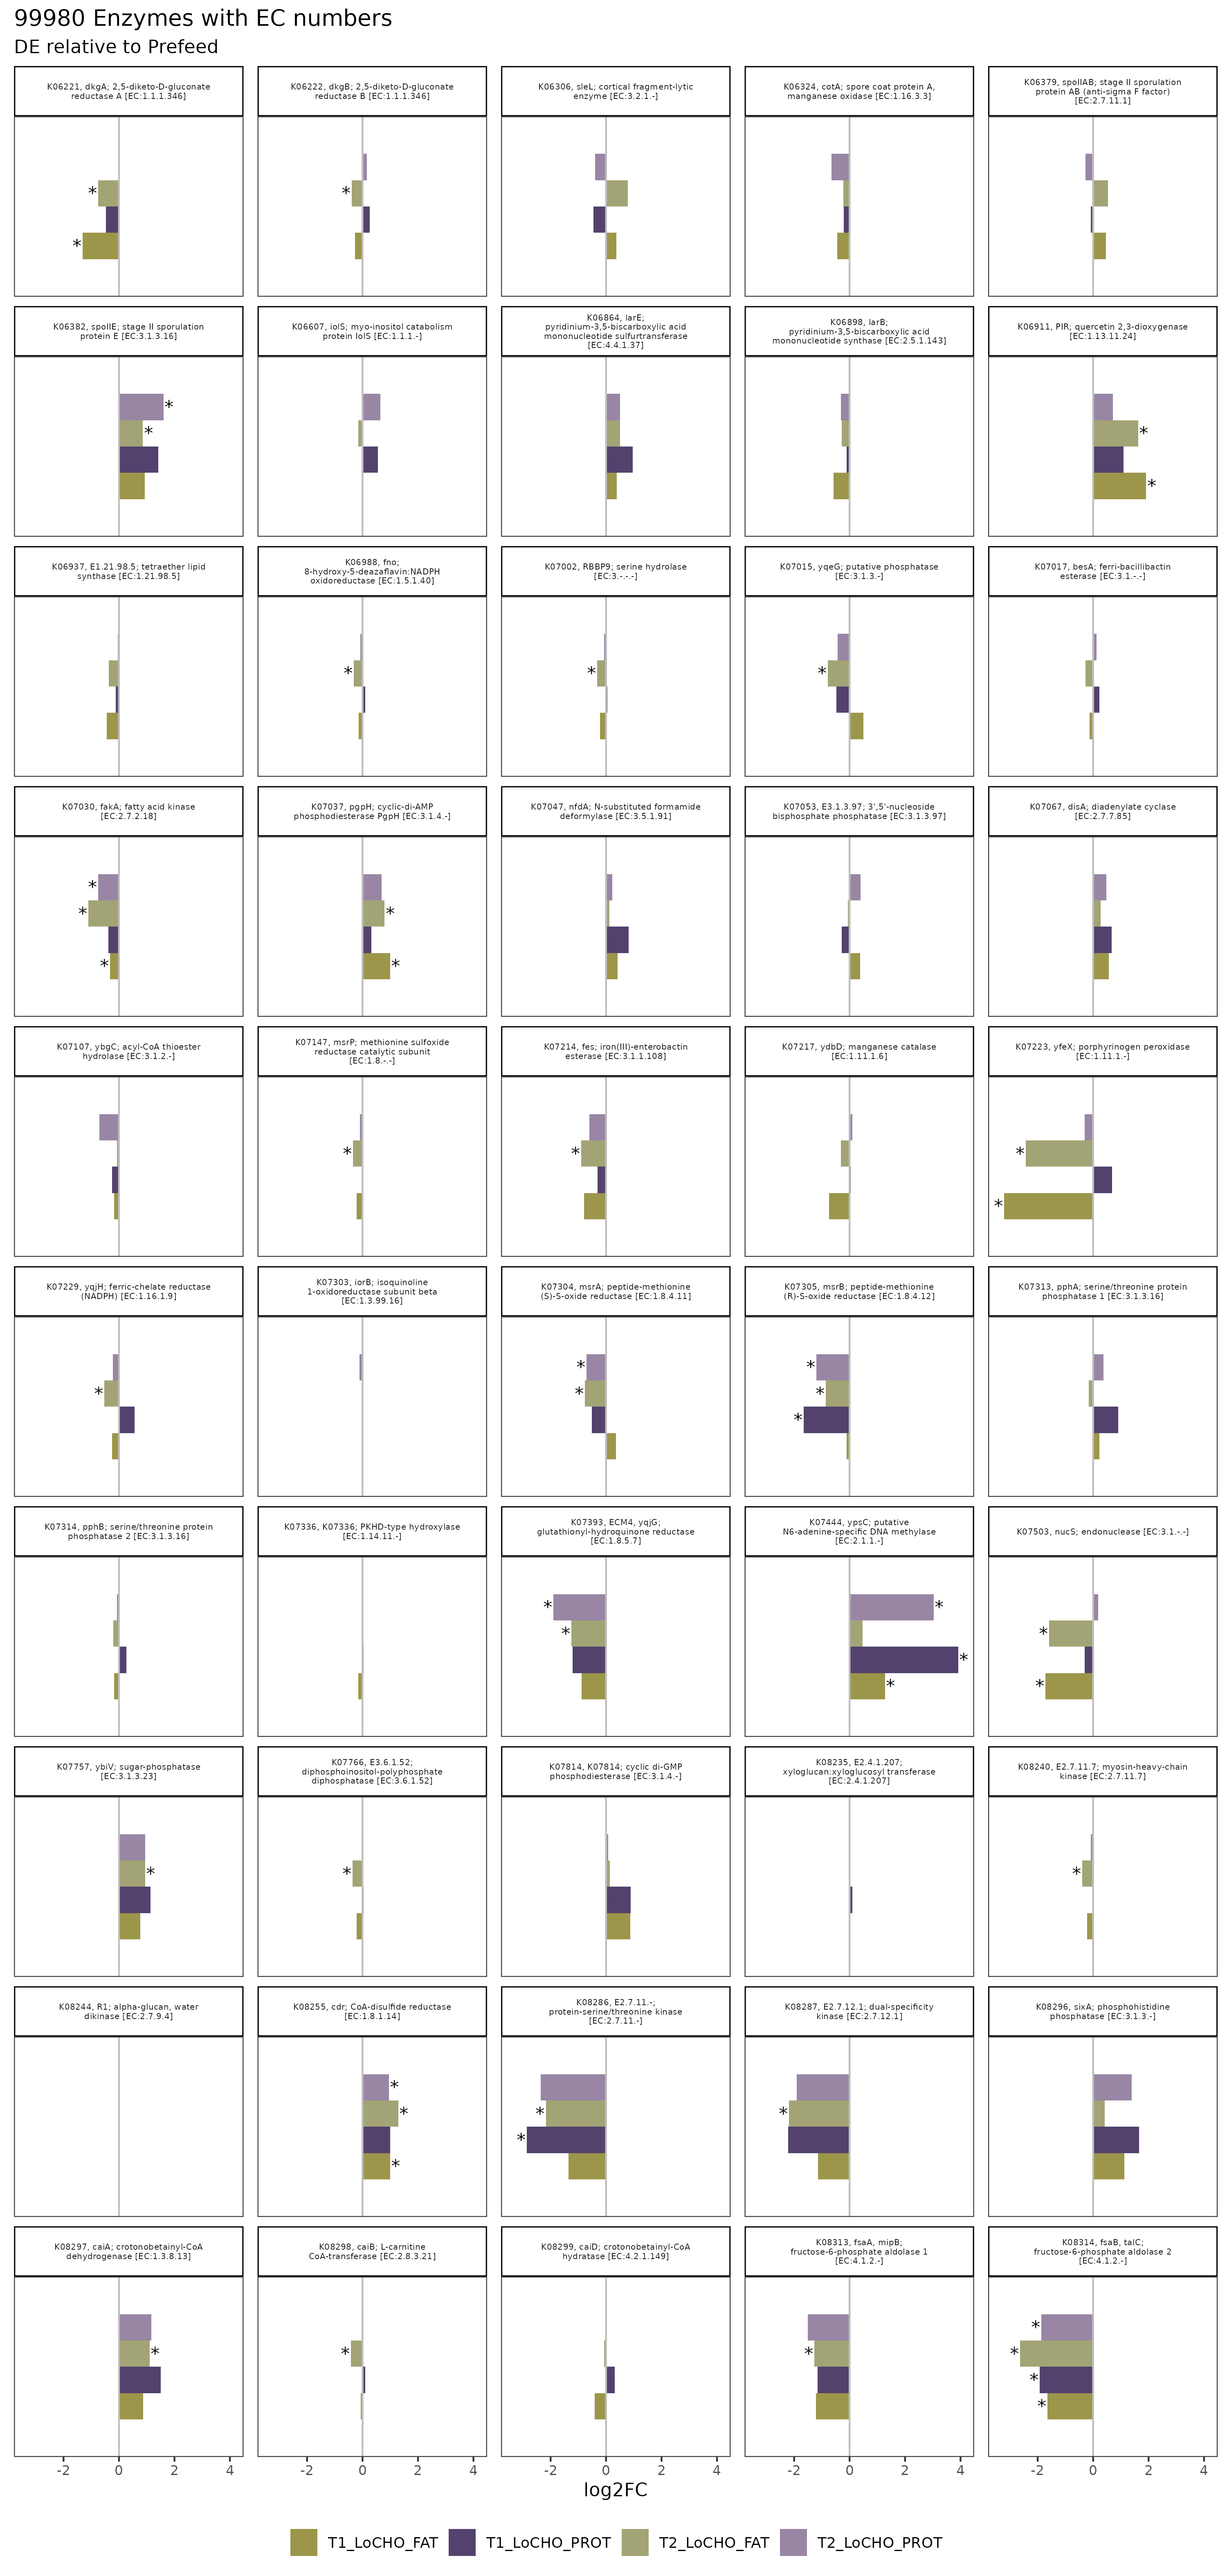 99980 Enzymes with EC numbers
DE relative to Prefeed
K06221, dkgA; 2,5-diketo-D-gluconate
reductase A [EC:1.1.1.346]
K06222, dkgB; 2,5-diketo-D-gluconate
reductase B [EC:1.1.1.346]
K06306, sleL; cortical fragment-lytic
enzyme [EC:3.2.1.-]
K06324, cotA; spore coat protein A,
manganese oxidase [EC:1.16.3.3]
K06379, spoIIAB; stage II sporulation
protein AB (anti-sigma F factor)
[EC:2.7.11.1]
*
*
*
K06382, spoIIE; stage II sporulation
protein E [EC:3.1.3.16]
K06607, iolS; myo-inositol catabolism
protein IolS [EC:1.1.1.-]
K06864, larE;
pyridinium-3,5-biscarboxylic acid
mononucleotide sulfurtransferase
[EC:4.4.1.37]
K06898, larB;
pyridinium-3,5-biscarboxylic acid
mononucleotide synthase [EC:2.5.1.143]
K06911, PIR; quercetin 2,3-dioxygenase
[EC:1.13.11.24]
*
*
*
*
K06937, E1.21.98.5; tetraether lipid
synthase [EC:1.21.98.5]
K06988, fno;
8-hydroxy-5-deazaflavin:NADPH
oxidoreductase [EC:1.5.1.40]
K07002, RBBP9; serine hydrolase
[EC:3.-.-.-]
K07015, yqeG; putative phosphatase
[EC:3.1.3.-]
K07017, besA; ferri-bacillibactin
esterase [EC:3.1.-.-]
*
*
*
K07030, fakA; fatty acid kinase
[EC:2.7.2.18]
K07037, pgpH; cyclic-di-AMP
phosphodiesterase PgpH [EC:3.1.4.-]
K07047, nfdA; N-substituted formamide
deformylase [EC:3.5.1.91]
K07053, E3.1.3.97; 3',5'-nucleoside
bisphosphate phosphatase [EC:3.1.3.97]
K07067, disA; diadenylate cyclase
[EC:2.7.7.85]
*
*
*
*
*
K07107, ybgC; acyl-CoA thioester
hydrolase [EC:3.1.2.-]
K07147, msrP; methionine sulfoxide
reductase catalytic subunit
[EC:1.8.-.-]
K07214, fes; iron(III)-enterobactin
esterase [EC:3.1.1.108]
K07217, ydbD; manganese catalase
[EC:1.11.1.6]
K07223, yfeX; porphyrinogen peroxidase
[EC:1.11.1.-]
*
*
*
*
K07229, yqjH; ferric-chelate reductase
(NADPH) [EC:1.16.1.9]
K07303, iorB; isoquinoline
1-oxidoreductase subunit beta
[EC:1.3.99.16]
K07304, msrA; peptide-methionine
(S)-S-oxide reductase [EC:1.8.4.11]
K07305, msrB; peptide-methionine
(R)-S-oxide reductase [EC:1.8.4.12]
K07313, pphA; serine/threonine protein
phosphatase 1 [EC:3.1.3.16]
*
*
*
*
*
*
K07314, pphB; serine/threonine protein
phosphatase 2 [EC:3.1.3.16]
K07336, K07336; PKHD-type hydroxylase
[EC:1.14.11.-]
K07393, ECM4, yqjG;
glutathionyl-hydroquinone reductase
[EC:1.8.5.7]
K07444, ypsC; putative
N6-adenine-specific DNA methylase
[EC:2.1.1.-]
K07503, nucS; endonuclease [EC:3.1.-.-]
*
*
*
*
*
*
*
K07757, ybiV; sugar-phosphatase
[EC:3.1.3.23]
K07766, E3.6.1.52;
diphosphoinositol-polyphosphate
diphosphatase [EC:3.6.1.52]
K07814, K07814; cyclic di-GMP
phosphodiesterase [EC:3.1.4.-]
K08235, E2.4.1.207;
xyloglucan:xyloglucosyl transferase
[EC:2.4.1.207]
K08240, E2.7.11.7; myosin-heavy-chain
kinase [EC:2.7.11.7]
*
*
*
K08244, R1; alpha-glucan, water
dikinase [EC:2.7.9.4]
K08255, cdr; CoA-disulfide reductase
[EC:1.8.1.14]
K08286, E2.7.11.-;
protein-serine/threonine kinase
[EC:2.7.11.-]
K08287, E2.7.12.1; dual-specificity
kinase [EC:2.7.12.1]
K08296, sixA; phosphohistidine
phosphatase [EC:3.1.3.-]
*
*
*
*
*
*
K08297, caiA; crotonobetainyl-CoA
dehydrogenase [EC:1.3.8.13]
K08298, caiB; L-carnitine
CoA-transferase [EC:2.8.3.21]
K08299, caiD; crotonobetainyl-CoA
hydratase [EC:4.2.1.149]
K08313, fsaA, mipB;
fructose-6-phosphate aldolase 1
[EC:4.1.2.-]
K08314, fsaB, talC;
fructose-6-phosphate aldolase 2
[EC:4.1.2.-]
*
*
*
*
*
*
*
-2 0 2 4 -2 0 2 4 -2 0 2 4 -2 0 2 4 -2 0 2 4
log2FC
T1_LoCHO_FAT T1_LoCHO_PROT T2_LoCHO_FAT T2_LoCHO_PROT